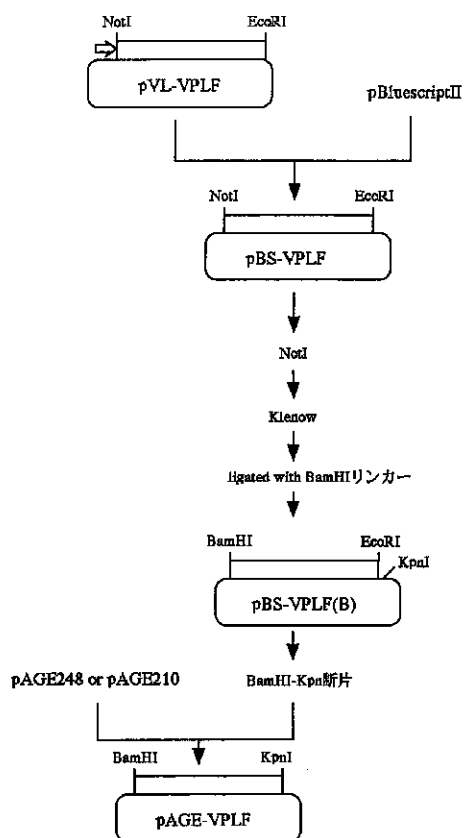 NotI EcoRI
pVL-VPLF
pBluescriptII
NotI EcoRI
pBS-VPLF
NotI
Klenow
ligated with BamHIリンカー
BamHI EcoRI
KpnI
pBS-VPLF(B)
pAGE248 or pAGE210 BamHI-Kpn断片
BamHI KpnI
pAGE-VPLF